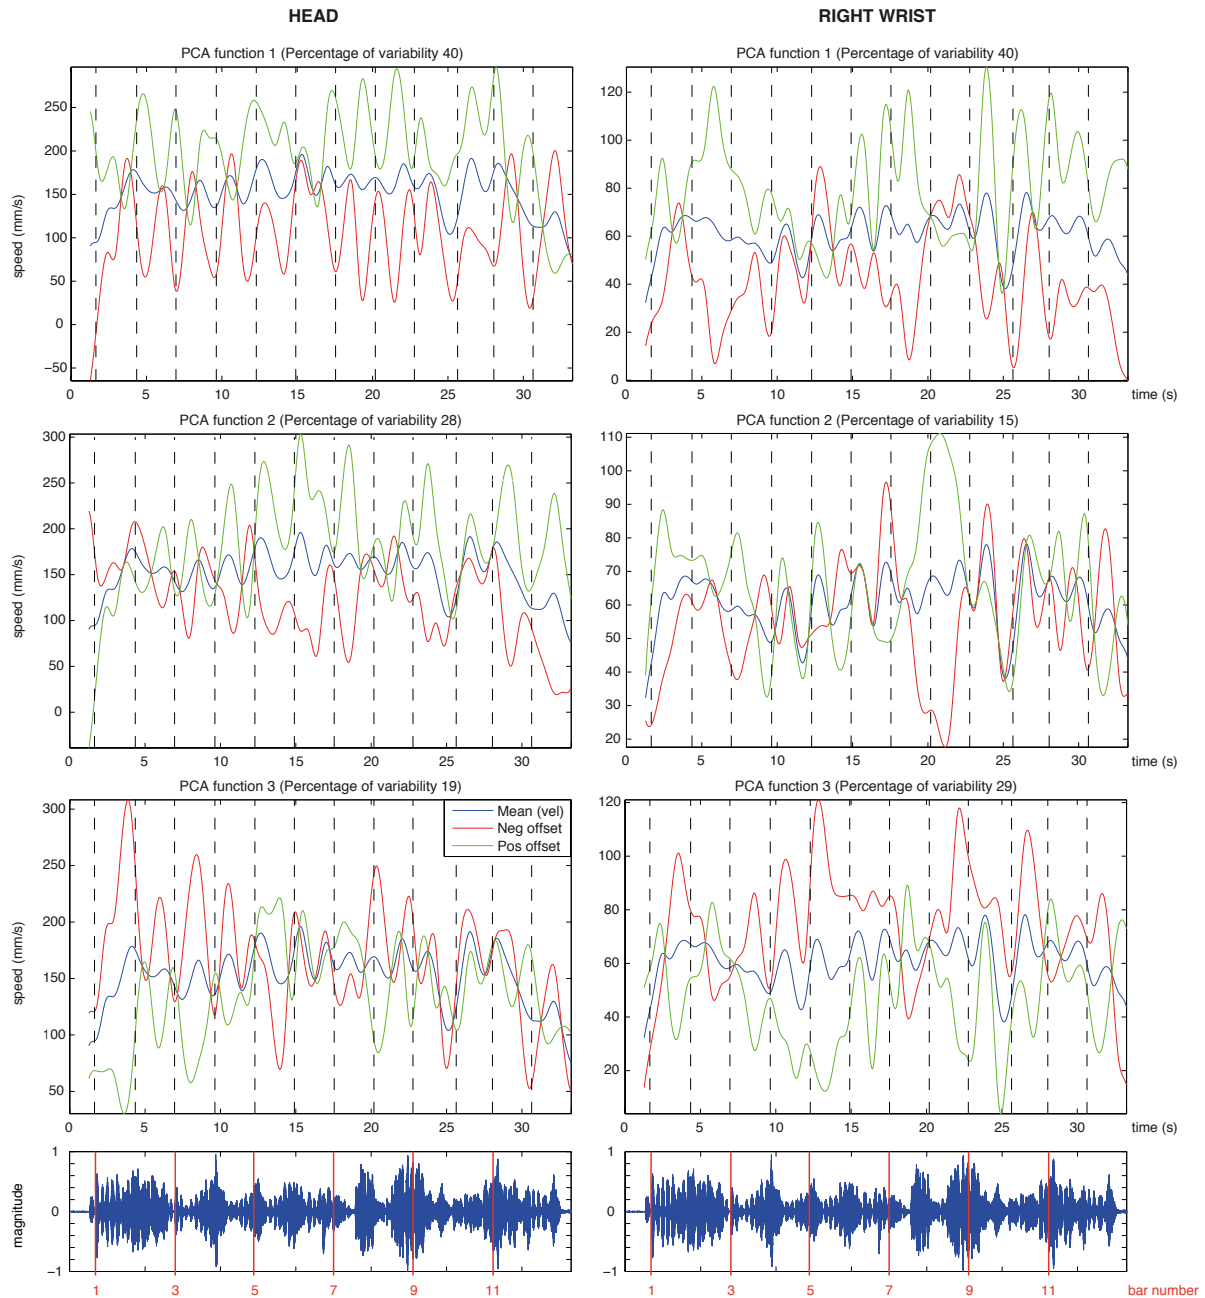 HEAD
RIGHT WRIST
PCA function 1 (Percentage of variability 40)
PCA function 1 (Percentage of variability 40)
speed (mm/s)
250
200
150
100
50
0
−50
120
100
80
60
40
20
0
0 5 10 15 20 25 30
0 5 10 15 20 25 30 time (s)
PCA function 2 (Percentage of variability 28)
PCA function 2 (Percentage of variability 15)
speed (mm/s)
300
250
200
150
100
50
0
110
100
90
80
70
60
50
40
30
20
0 5 10 15 20 25 30
0 5 10 15 20 25 30 time (s)
PCA function 3 (Percentage of variability 19)
PCA function 3 (Percentage of variability 29)
speed (mm/s)
300
250
200
150
100
50
Mean (vel)
Neg offset
Pos offset
120
100
80
60
40
20
0 5 10 15 20 25 30
0 5 10 15 20 25 30 time (s)
magnitude
1
0
−1
1
0
−1
1 3 5 7 9 11
1 3 5 7 9 11 bar number